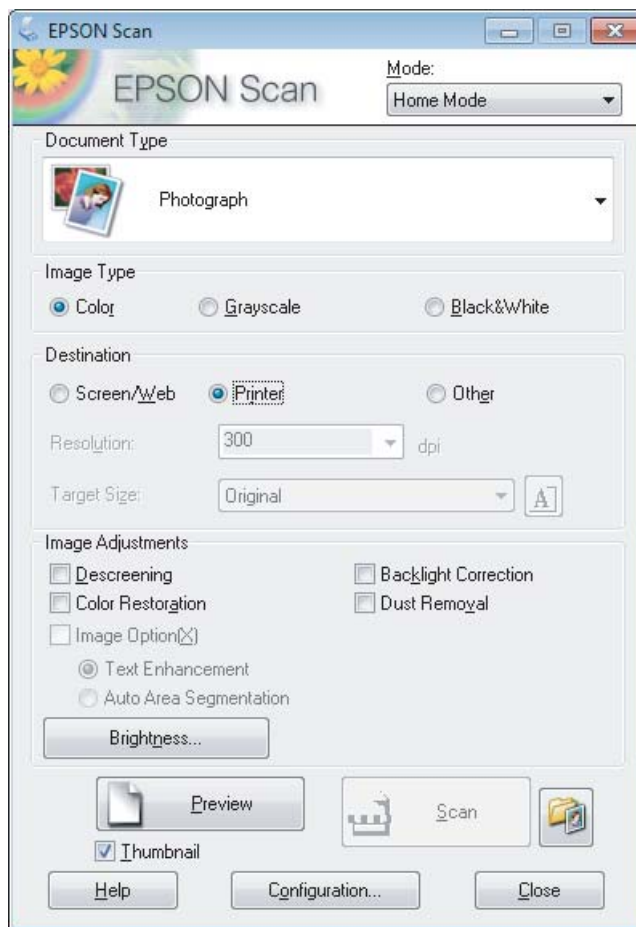 EPSON Scan
EPSON Scan
Mode:
Home Mode
Document Type
Photograph
Image Type
Color Grayscale Black&White
Destination
Screen/Web Printer Other
Resolution: 300 dpi
Target Size: Original A
Image Adjustments
Descreening Backlight Correction
Color Restoration Dust Removal
Image Option(X)
Text Enhancement
Auto Area Segmentation
Brightness...
Preview Scan
Thumbnail
Help Configuration... Close